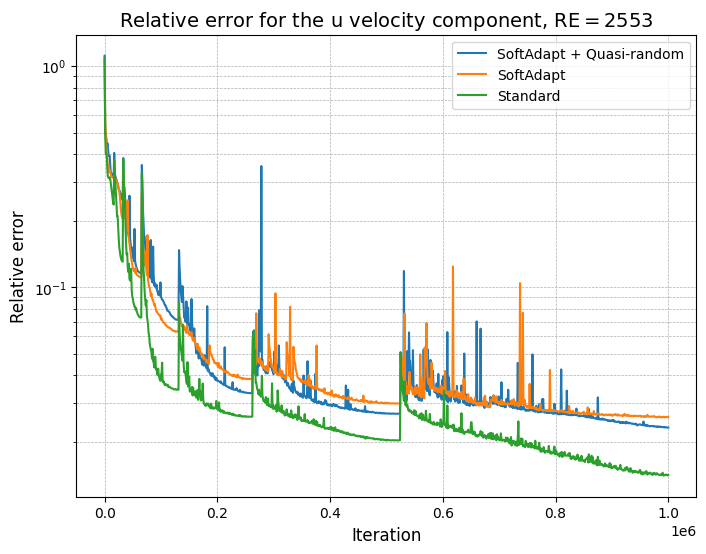 Relative error for the u velocity component, RE = 2553
SoftAdapt + Quasi-random
SoftAdapt
Standard
Relative error
10⁰
10⁻¹
0.0
0.2
0.4
0.6
0.8
1.0
1e6
Iteration